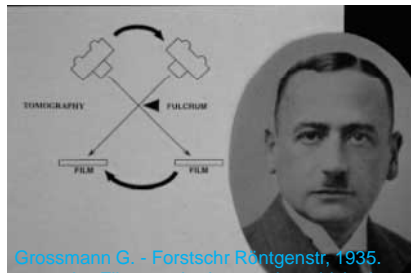 TOMOGRAPHY
FULCRUM
FILM
FILM
Grossmann G. - Forstschr Röntgenstr, 1935.